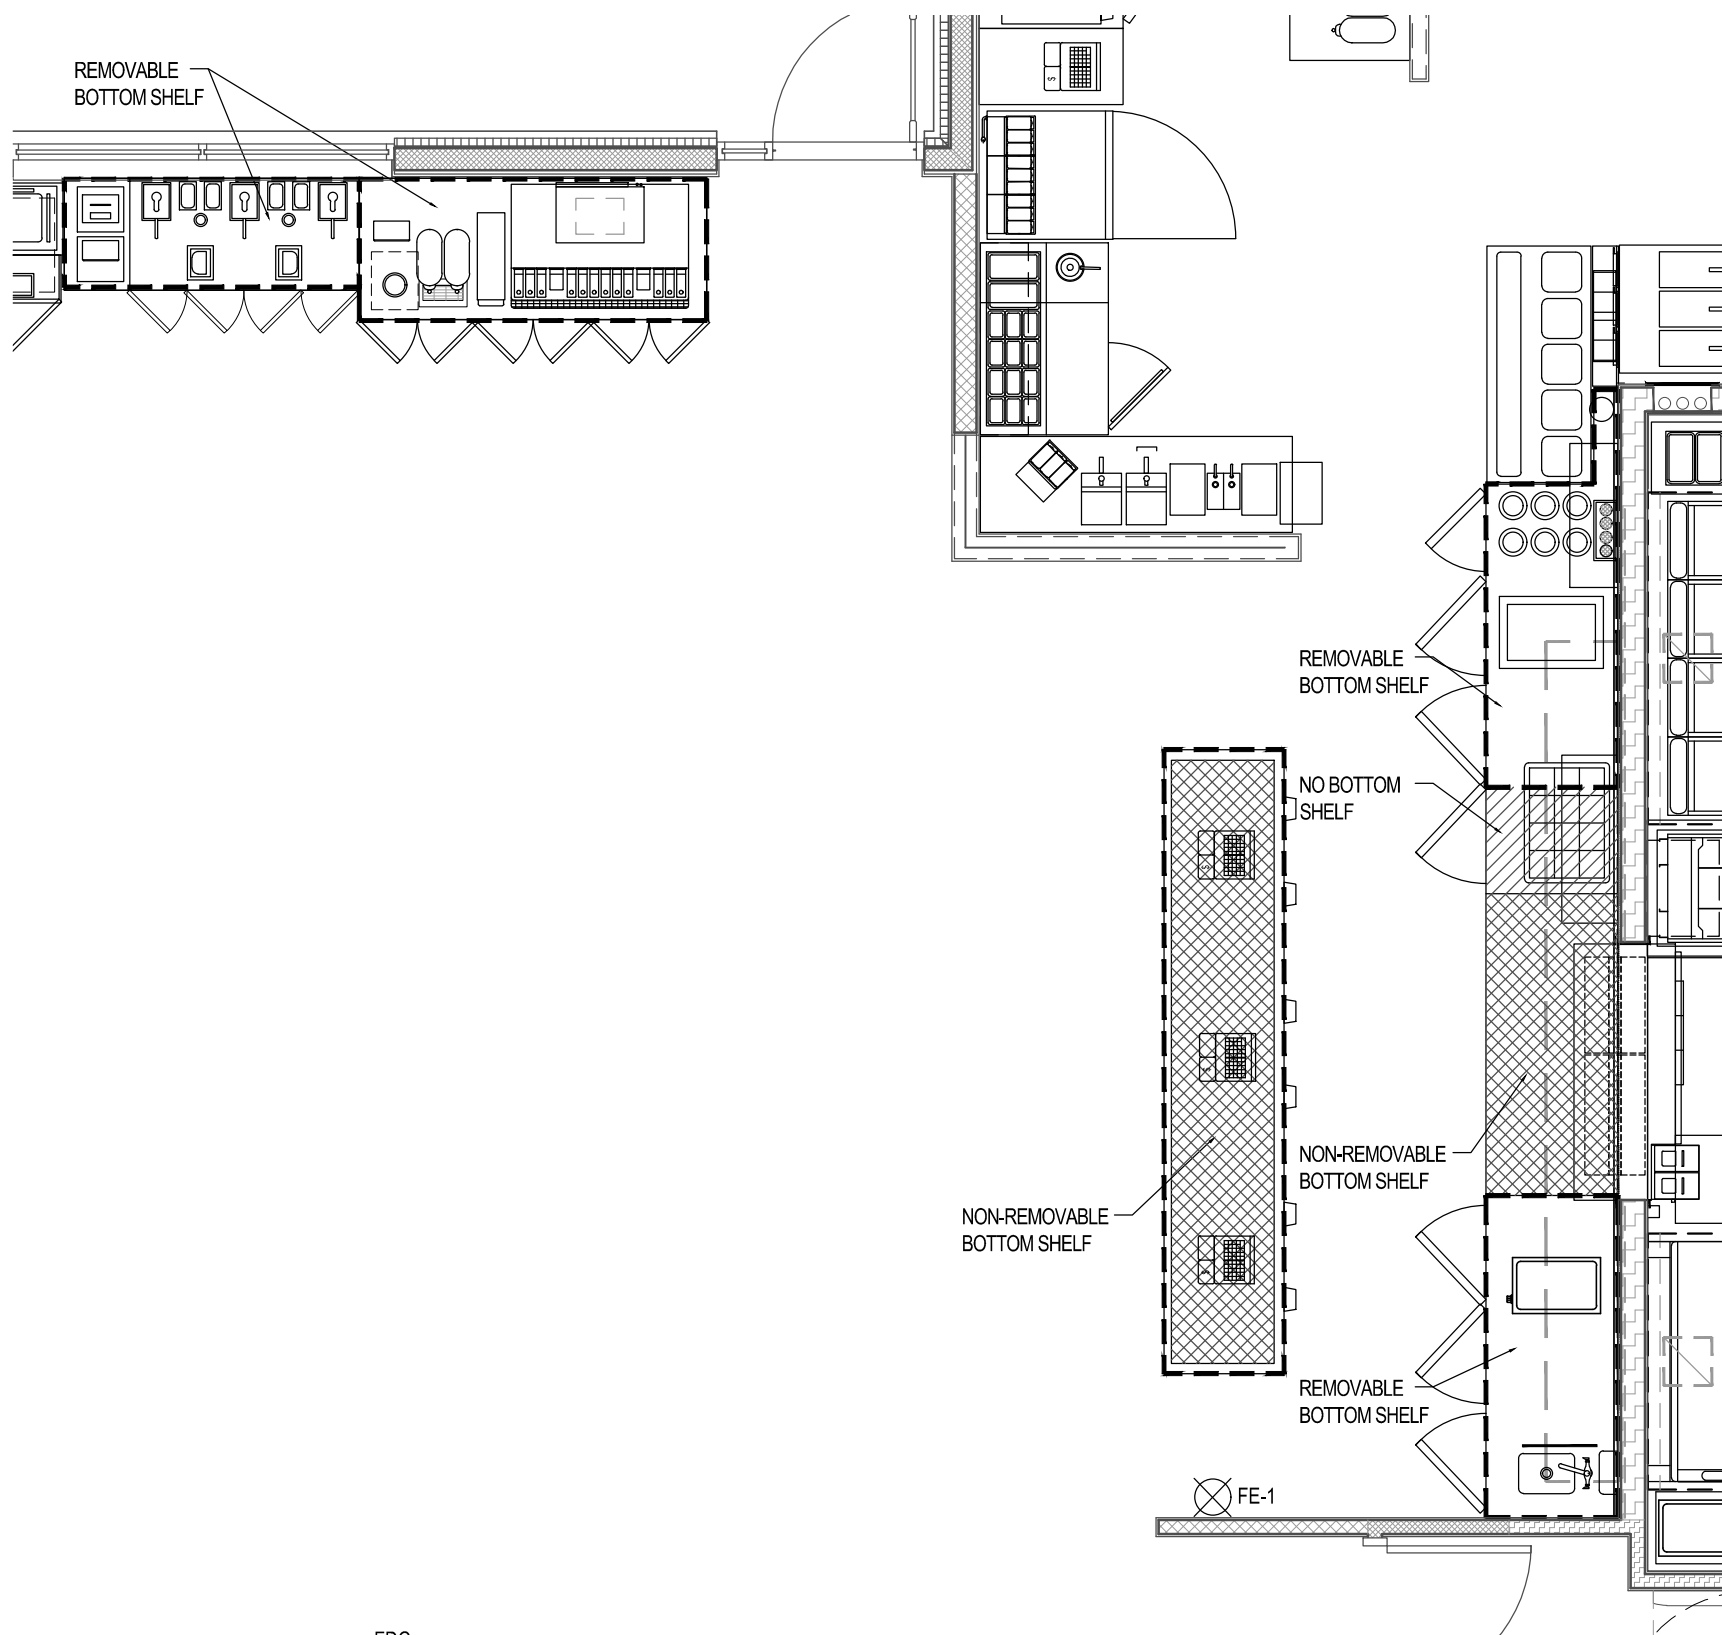 REMOVABLE
BOTTOM SHELF
REMOVABLE
BOTTOM SHELF
NO BOTTOM
SHELF
NON-REMOVABLE
BOTTOM SHELF
NON-REMOVABLE
BOTTOM SHELF
REMOVABLE
BOTTOM SHELF
FE-1